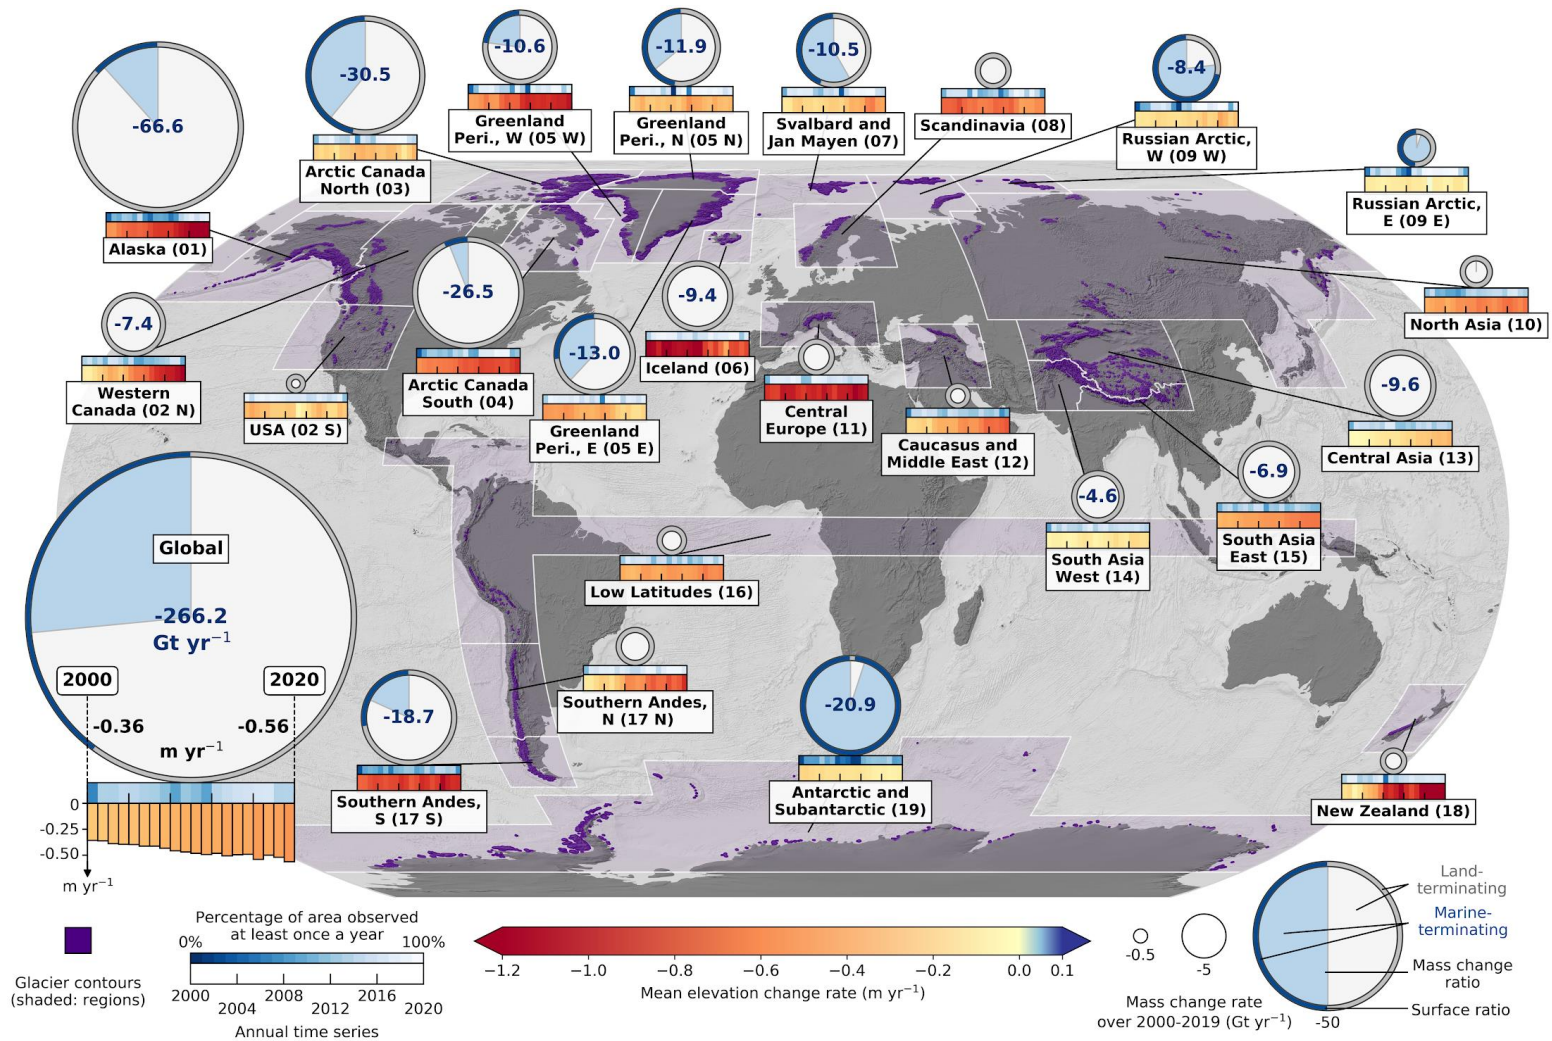 -66.6
Alaska (01)
-30.5
Arctic Canada
North (03)
-10.6
Greenland
Peri., W (05 W)
-11.9
Greenland
Peri., N (05 N)
-10.5
Svalbard and
Jan Mayen (07)
Scandinavia (08)
-8.4
Russian Arctic,
W (09 W)
Russian Arctic,
E (09 E)
North Asia (10)
-7.4
Western
Canada (02 N)
USA (02 S)
-26.5
Arctic Canada
South (04)
-13.0
Greenland
Peri., E (05 E)
-9.4
Iceland (06)
Central
Europe (11)
Caucasus and
Middle East (12)
-9.6
Central Asia (13)
-4.6
South Asia
West (14)
-6.9
South Asia
East (15)
Low Latitudes (16)
Southern Andes,
N (17 N)
-18.7
Southern Andes,
S (17 S)
-20.9
Antarctic and
Subantarctic (19)
New Zealand (18)
Global
-266.2
Gt yr⁻¹
2000
2020
-0.36
-0.56
m yr⁻¹
0
-0.25
-0.50
m yr⁻¹
Glacier contours
(shaded: regions)
Percentage of area observed
at least once a year
0%
100%
2000
2004
2008
2012
2016
2020
Annual time series
−1.2
−1.0
−0.8
−0.6
−0.4
−0.2
0.0
0.1
Mean elevation change rate (m yr⁻¹)
-0.5
-5
-50
Mass change rate
over 2000-2019 (Gt yr⁻¹)
Land-
terminating
Marine-
terminating
Mass change
ratio
Surface ratio